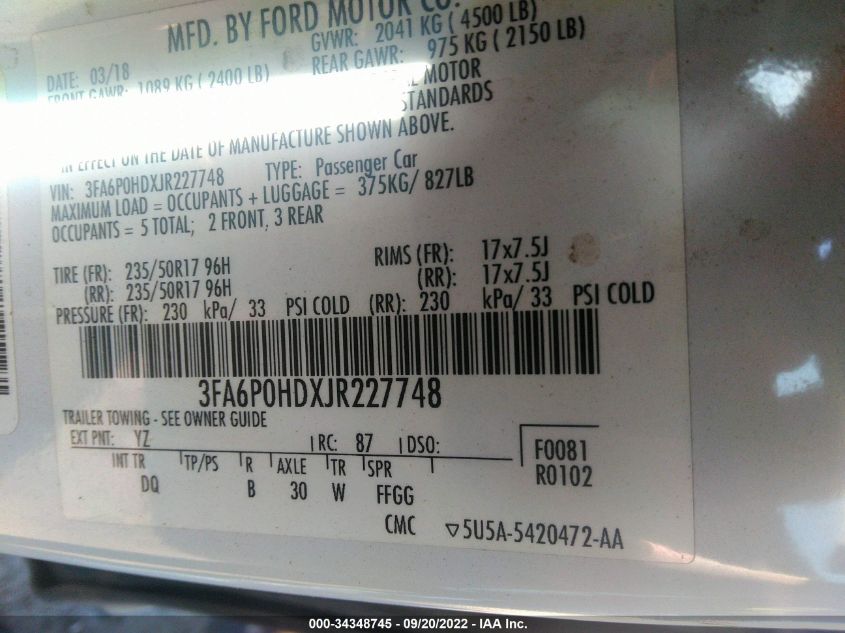 MFD. BY FORD MOTOR CO.
DATE: 03/18 GVWR: 2041 KG ( 4500 LB)
FRONT GAWR: 1089 KG ( 2400 LB) REAR GAWR: 975 KG ( 2150 LB)
MOTOR
STANDARDS
IN EFFECT ON THE DATE OF MANUFACTURE SHOWN ABOVE.
VIN: 3FA6P0HDXJR227748 TYPE: Passenger Car
MAXIMUM LOAD = OCCUPANTS + LUGGAGE = 375KG/ 827LB
OCCUPANTS = 5 TOTAL; 2 FRONT, 3 REAR
TIRE (FR): 235/50R17 96H RIMS (FR): 17x7.5J
(RR): 235/50R17 96H (RR): 17x7.5J
PRESSURE (FR): 230 kPa/ 33 PSI COLD (RR): 230 kPa/ 33 PSI COLD
3FA6P0HDXJR227748
TRAILER TOWING - SEE OWNER GUIDE
EXT PNT: YZ RC: 87 DSO: F0081
INT TR TP/PS R AXLE TR SPR R0102
DQ B 30 W FFGG
CMC ▽5U5A-5420472-AA
000-34348745 - 09/20/2022 - IAA Inc.